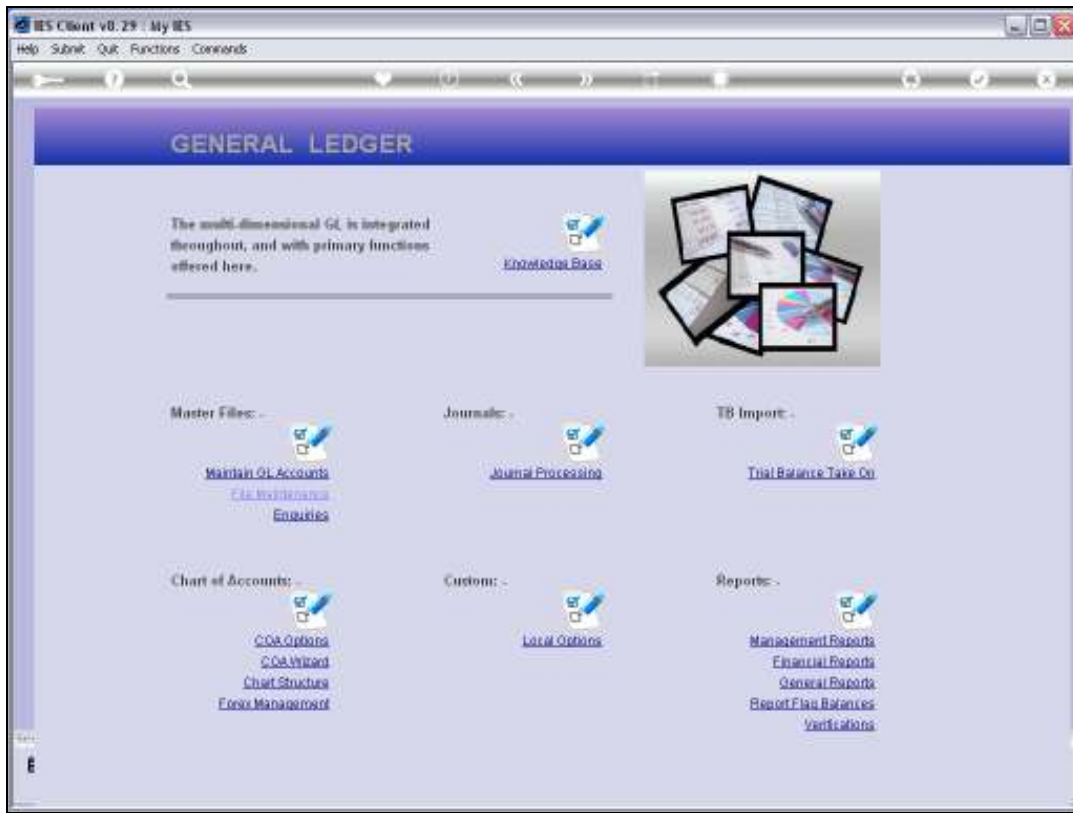 IES Client v0.29 : My IES
Help Submit Quit Functions Commands
GENERAL LEDGER
The multi-dimensional GL is integrated
throughout, and with primary functions
offered here.
Knowledge Base
Master Files: - Journals: - TB Import: -
Maintain GL Accounts Journal Processing Trial Balance Take On
File Maintenance
Enquiries
Chart of Accounts: - Custom: - Reports: -
COA Options Local Options Management Reports
COA Wizard Financial Reports
Chart Structure General Reports
Forex Management Report Flag Balances
Verifications